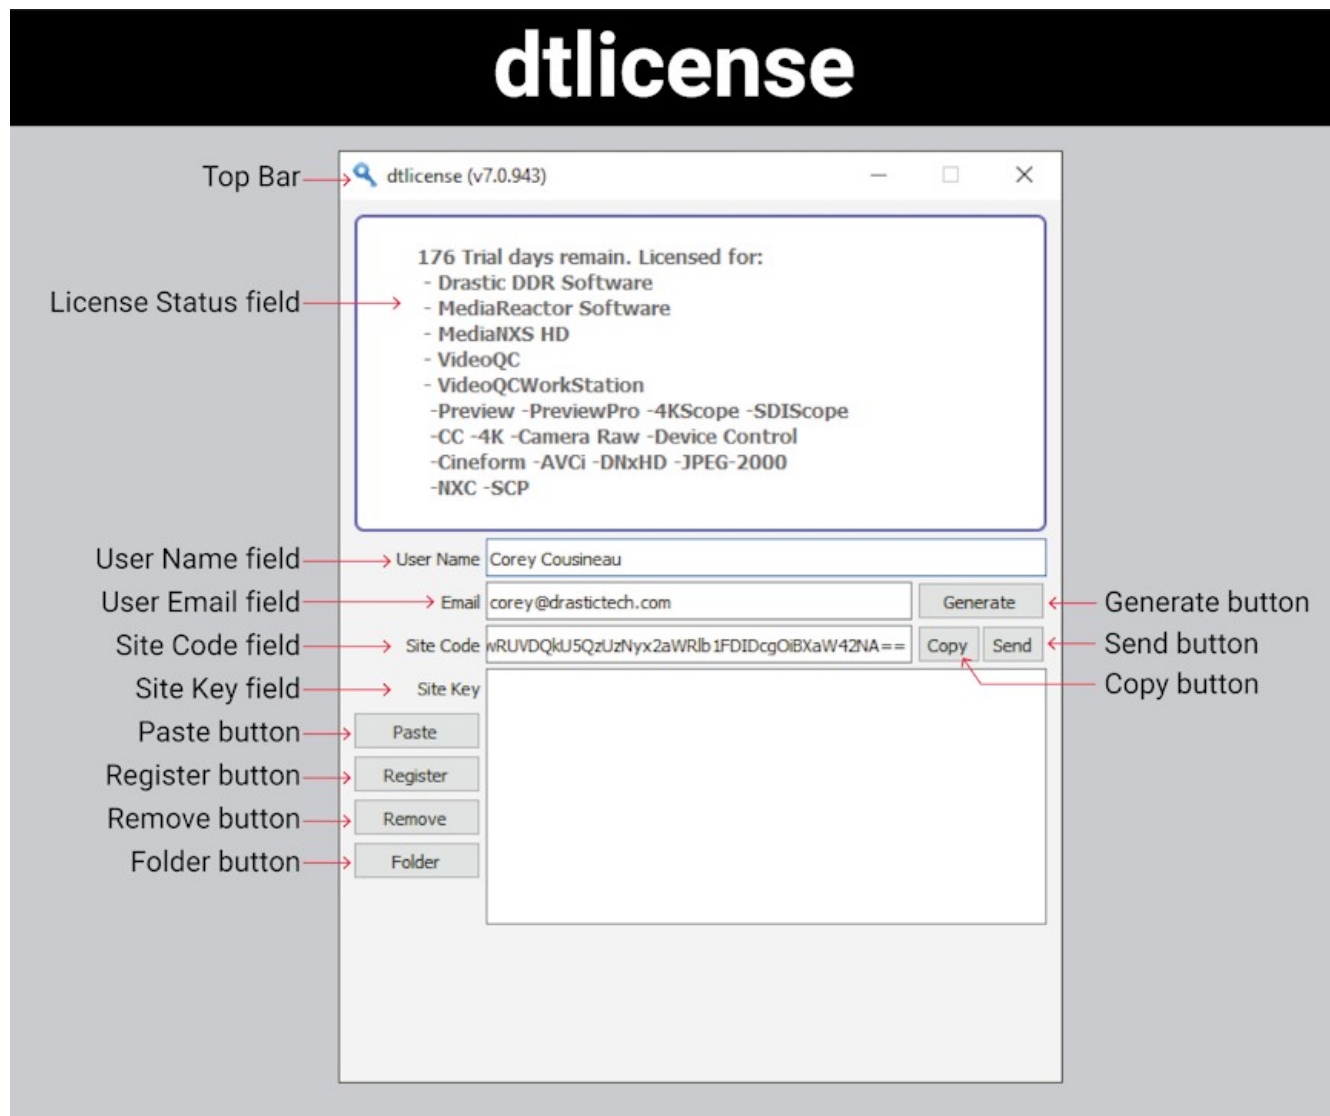 dtlicense
Top Bar
dtlicense (v7.0.943)
License Status field
176 Trial days remain. Licensed for:
- Drastic DDR Software
- MediaReactor Software
- MediaNXS HD
- VideoQC
- VideoQCWorkStation
-Preview -PreviewPro -4KScope -SDIScope
-CC -4K -Camera Raw -Device Control
-Cineform -AVCi -DNxHD -JPEG-2000
-NXC -SCP
User Name field
User Name
Corey Cousineau
User Email field
Email
corey@drastictech.com
Generate
Generate button
Site Code field
Site Code
Copy
Send
Send button
Copy button
Site Key field
Site Key
Paste button
Paste
Register button
Register
Remove button
Remove
Folder button
Folder